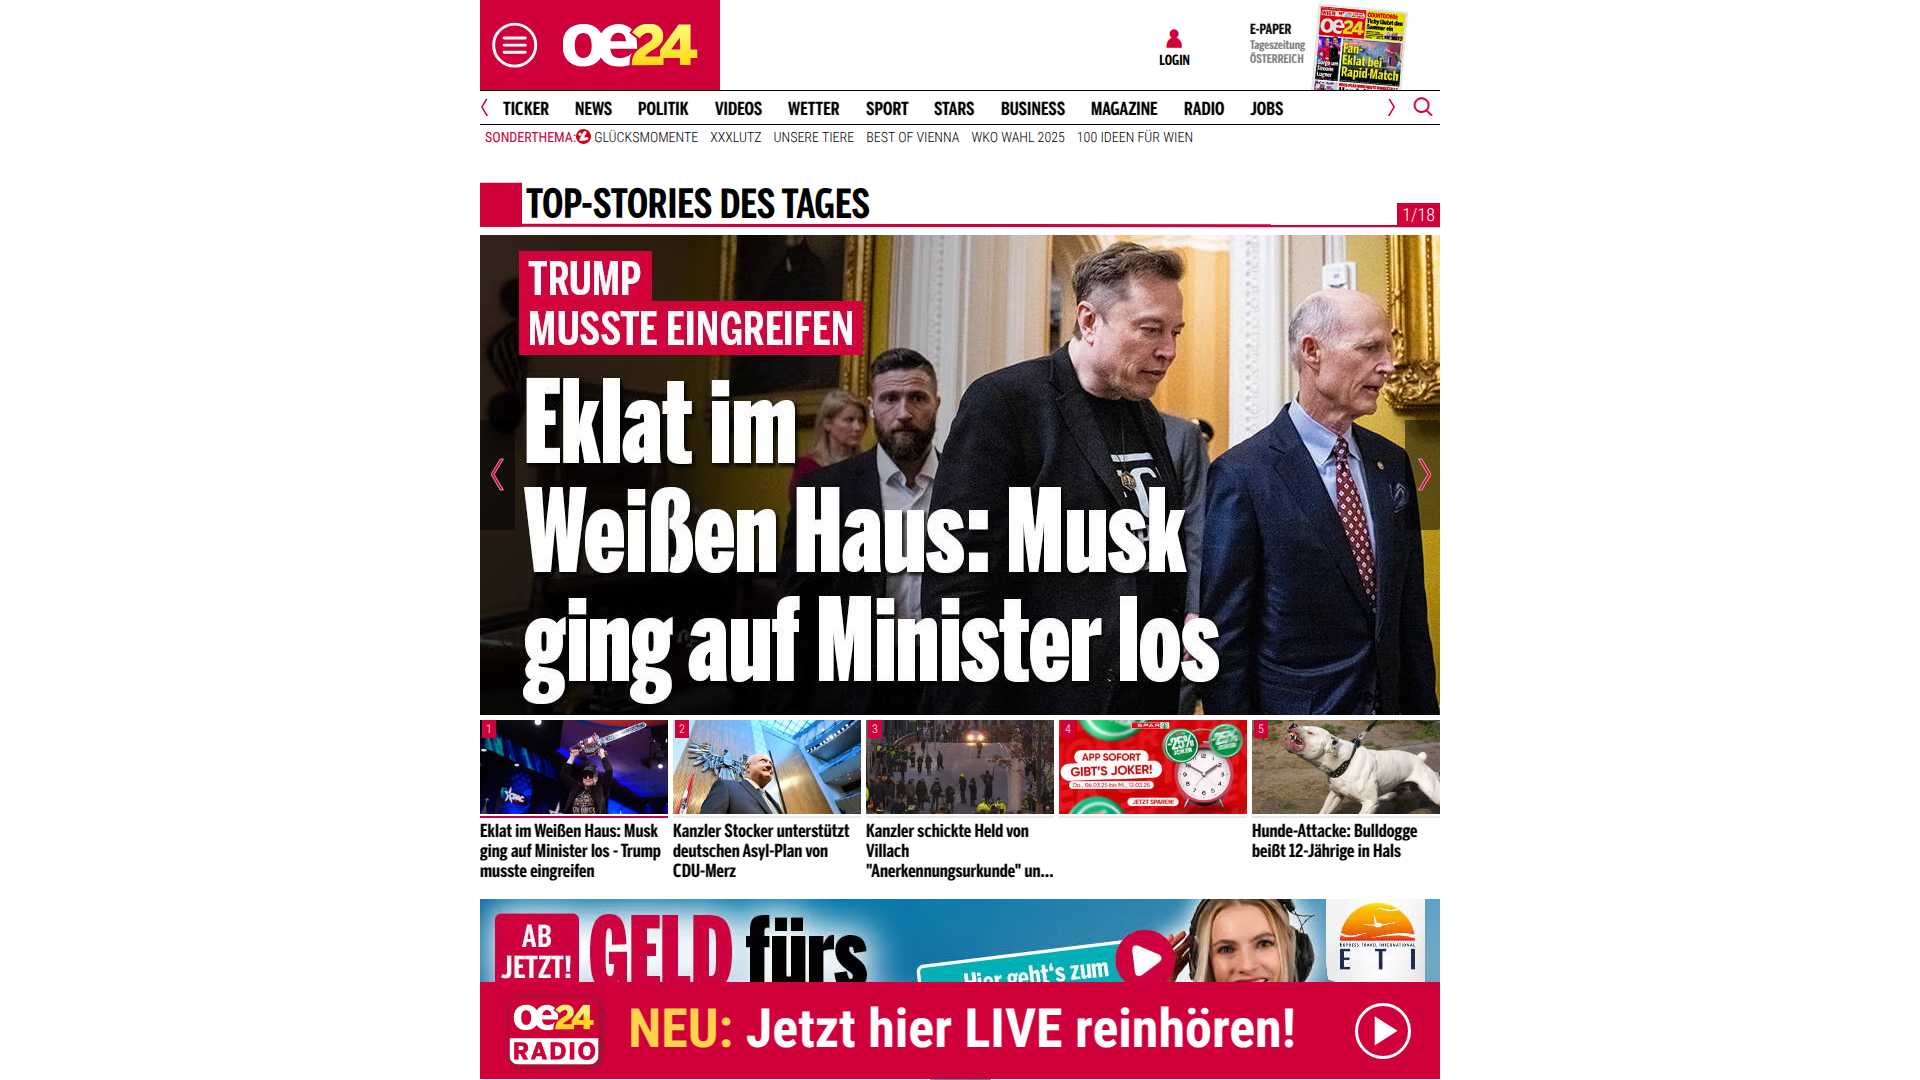 oe24
LOGIN
E-PAPER
Tageszeitung
ÖSTERREICH
oe24
Fan-
Eklat bei
Rapid-Match
TICKER NEWS POLITIK VIDEOS WETTER SPORT STARS BUSINESS MAGAZINE RADIO JOBS
SONDERTHEMA: GLÜCKSMOMENTE XXXLUTZ UNSERE TIERE BEST OF VIENNA WKO WAHL 2025 100 IDEEN FÜR WIEN
TOP-STORIES DES TAGES
1/18
TRUMP
MUSSTE EINGREIFEN
Eklat im
Weißen Haus: Musk
ging auf Minister los
1
2
3
4
5
SPAR
-25%
-25%
APP SOFORT
GIBT'S JOKER!
JETZT SPAREN!
Eklat im Weißen Haus: Musk
ging auf Minister los - Trump
musste eingreifen
Kanzler Stocker unterstützt
deutschen Asyl-Plan von
CDU-Merz
Kanzler schickte Held von
Villach
"Anerkennungsurkunde" un...
Hunde-Attacke: Bulldogge
beißt 12-Jährige in Hals
AB
JETZT!
GELD fürs
Hier geht's zum
EXPRESS TRAVEL INTERNATIONAL
ETI
oe24
RADIO
NEU: Jetzt hier LIVE reinhören!